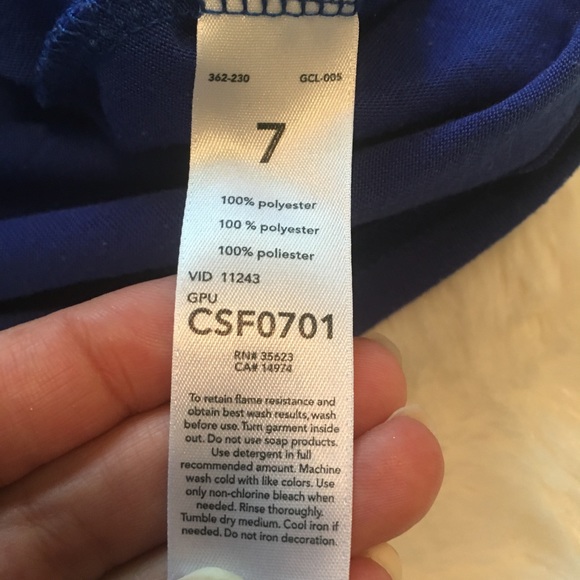 362-230 GCL-005
7
100% polyester
100 % polyester
100% poliester
VID 11243
GPU
CSF0701
RN# 35623
CA# 14974
To retain flame resistance and
obtain best wash results, wash
before use. Turn garment inside
out. Do not use soap products.
Use detergent in full
recommended amount. Machine
wash cold with like colors. Use
only non-chlorine bleach when
needed. Rinse thoroughly.
Tumble dry medium. Cool iron if
needed. Do not iron decoration.